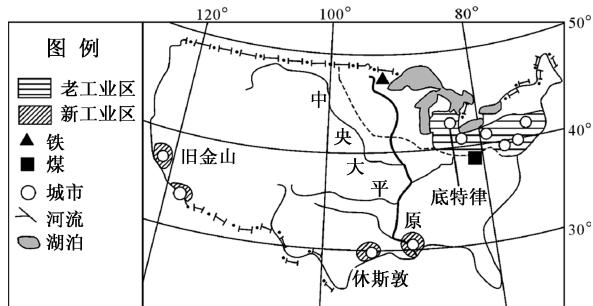 120° 100° 80° 50°
图 例
老工业区
新工业区
铁
煤
城市
河流
湖泊
旧金山
中
央
大
平
原
底特律
40°
30°
休斯敦